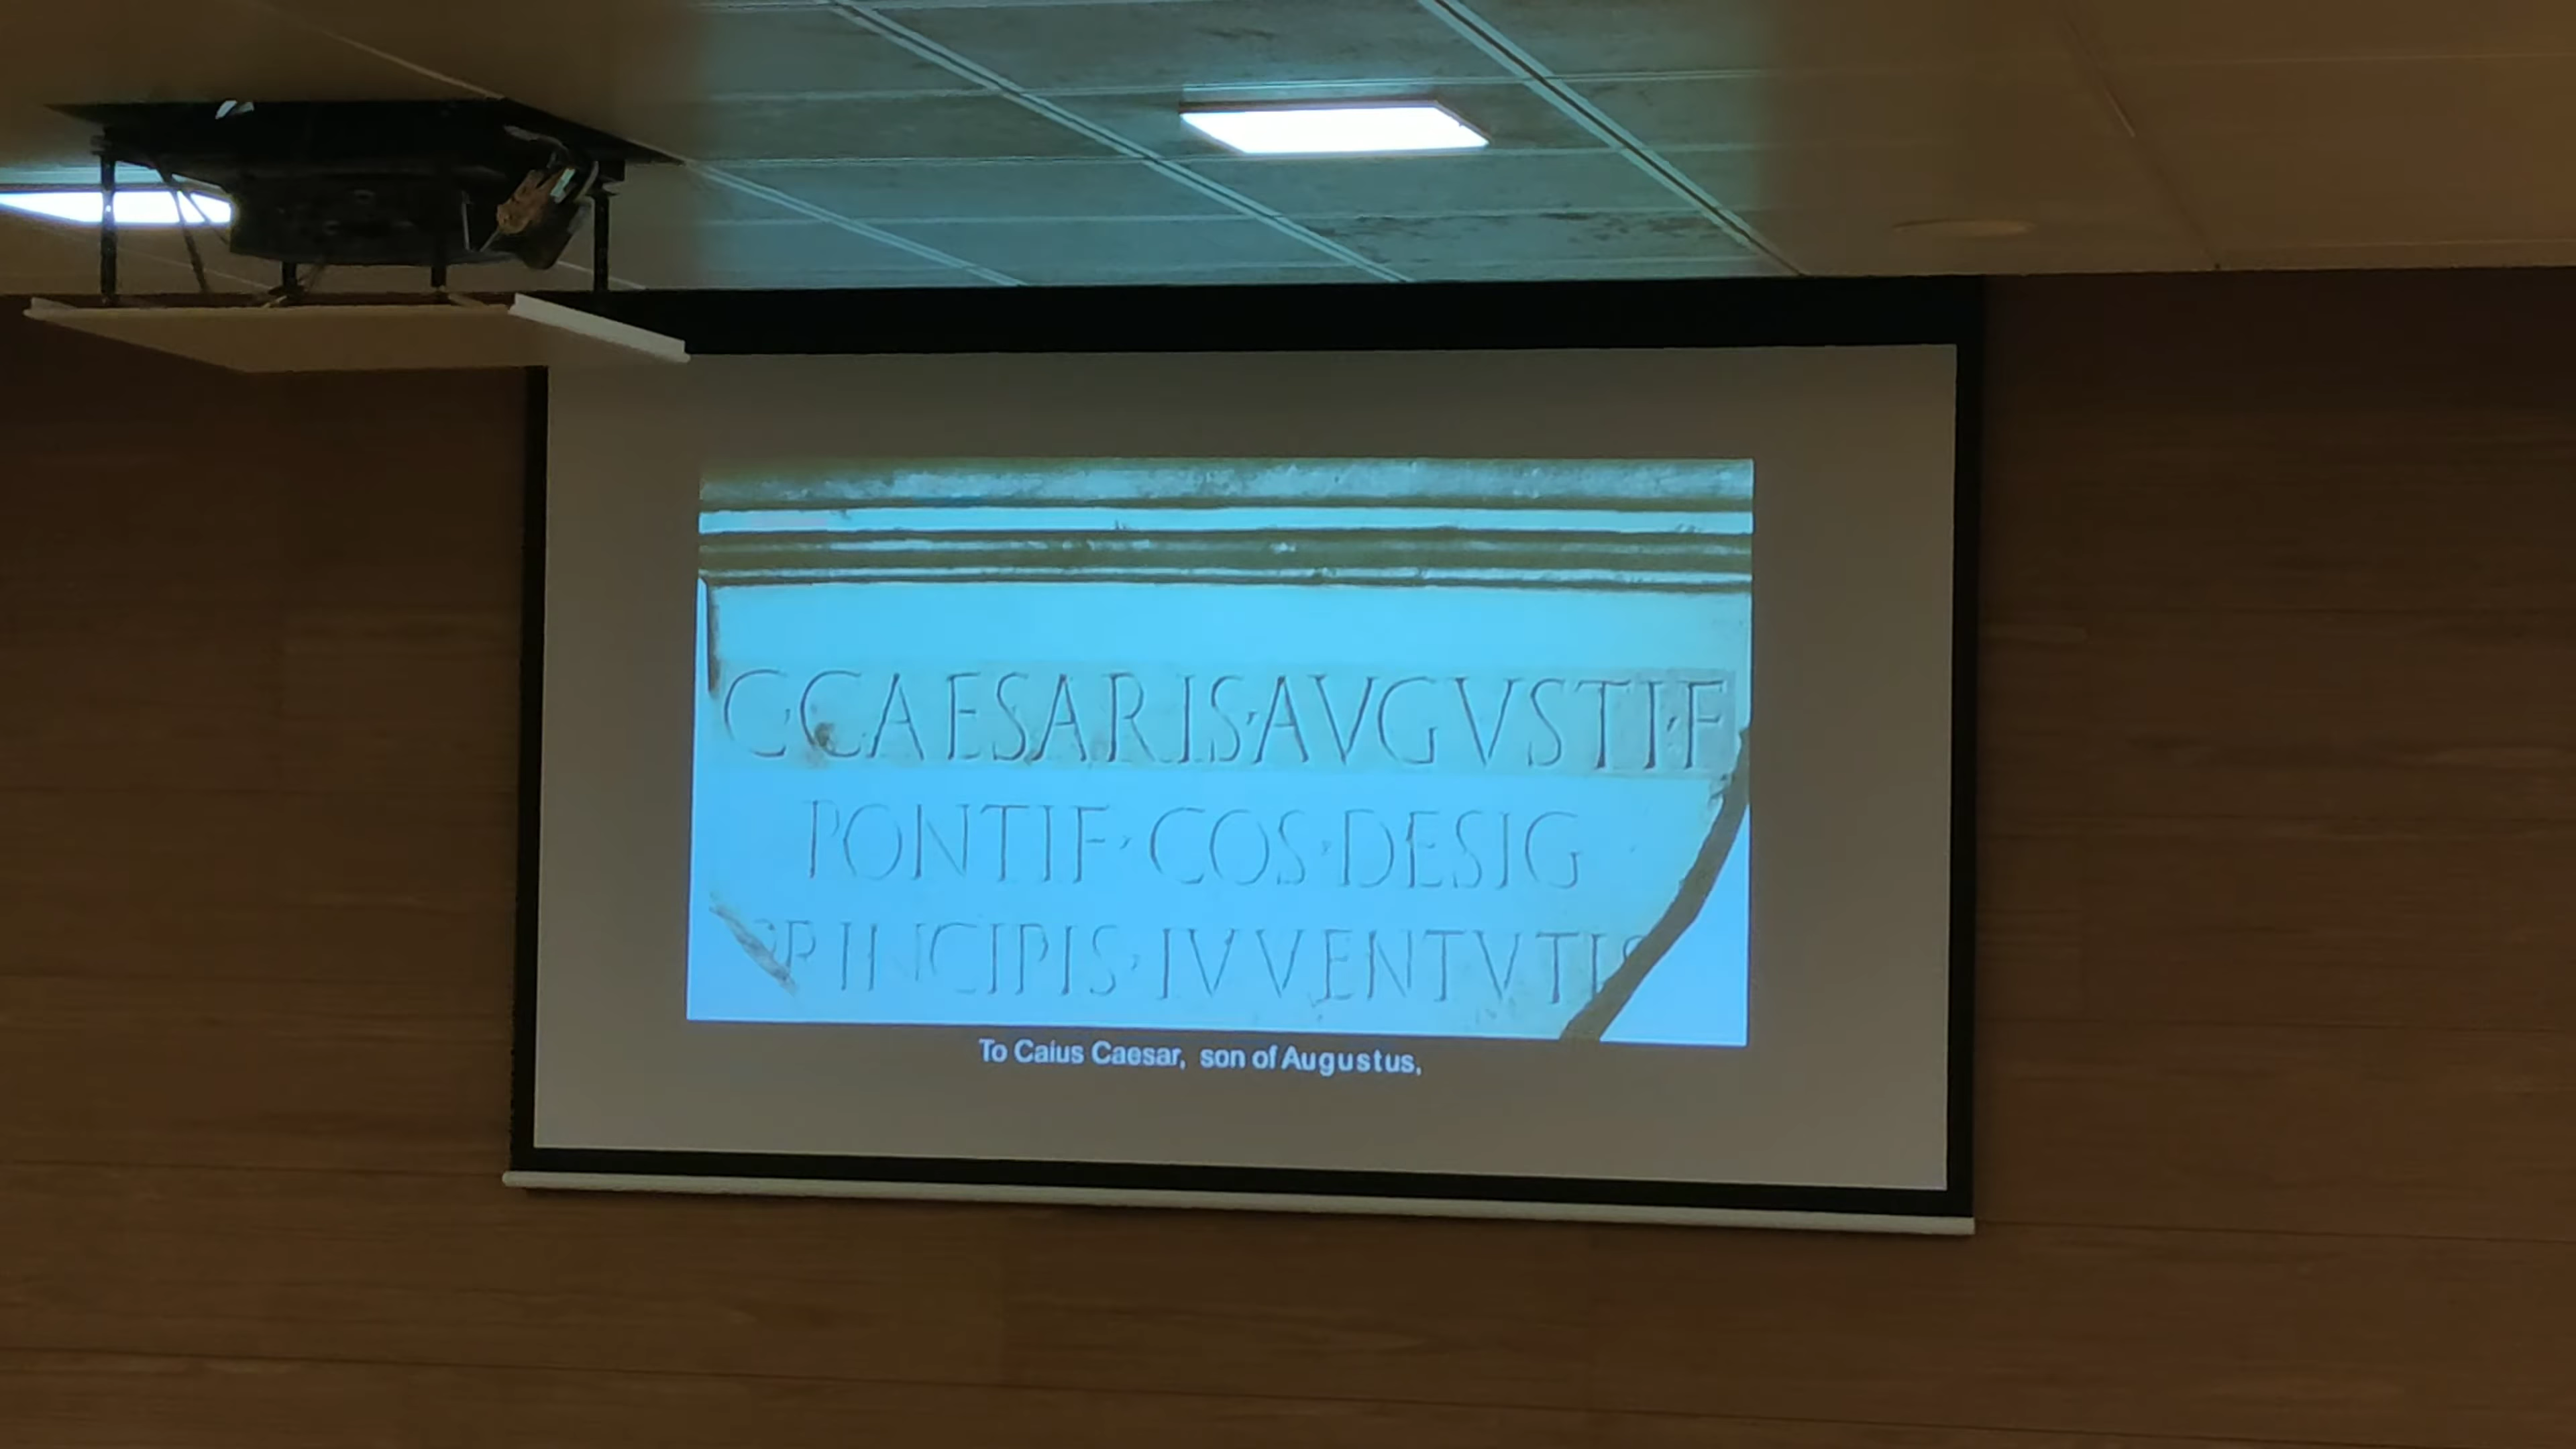 C·CAESARIS·AVGVSTI·F
PONTIF·COS·DESIG
PRINCIPIS·IVVENTVTIS
To Caius Caesar, son of Augustus,